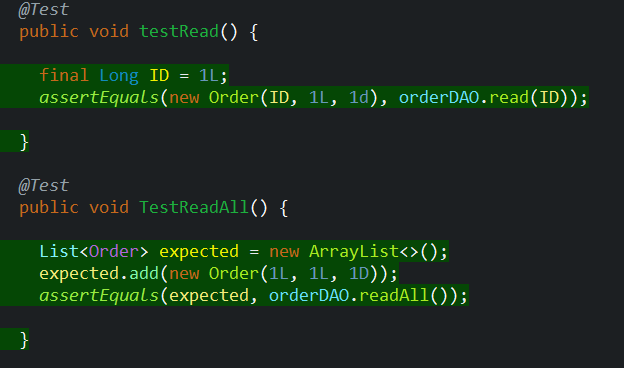 @Test
public void testRead() {
final Long ID = 1L;
assertEquals(new Order(ID, 1L, 1d), orderDAO.read(ID));
}
@Test
public void TestReadAll() {
List<Order> expected = new ArrayList<>();
expected.add(new Order(1L, 1L, 1D));
assertEquals(expected, orderDAO.readAll());
}